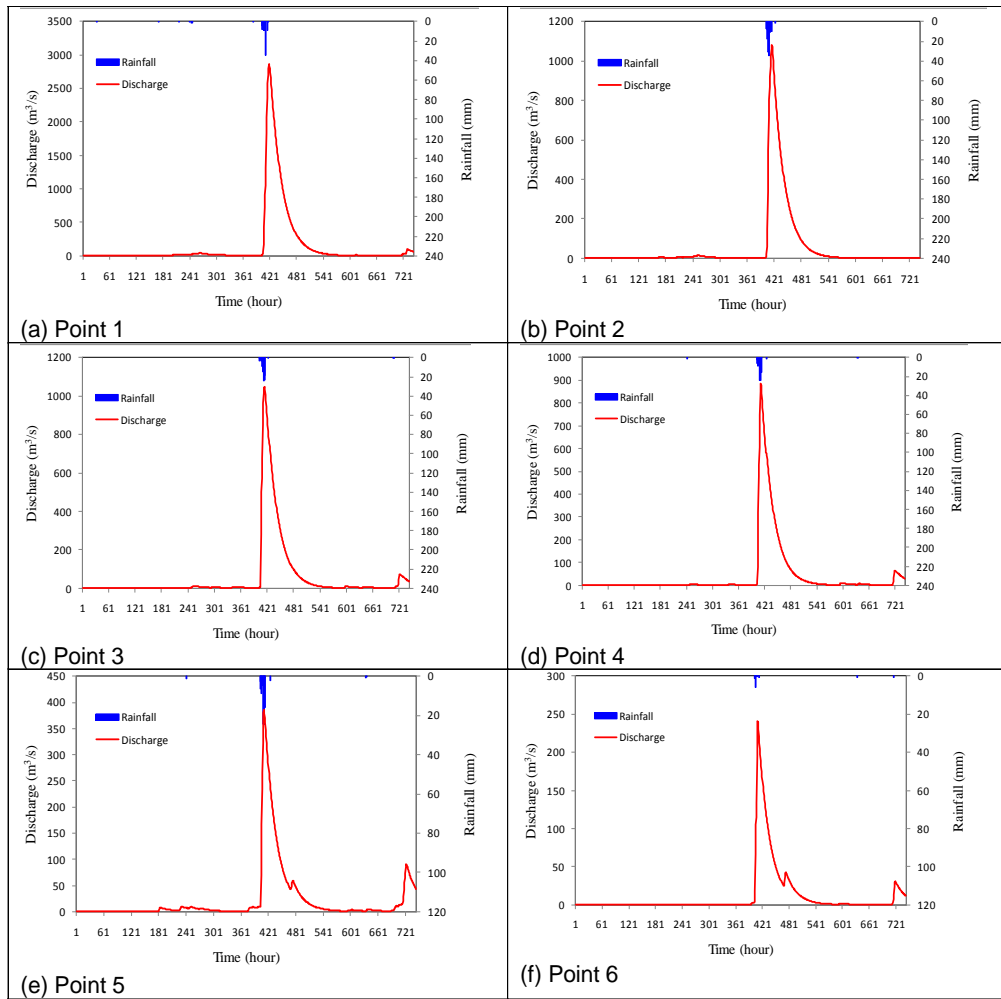 3500
3000
2500
2000
1500
1000
500
0
Discharge (m³/s)
Rainfall
Discharge
0
20
40
60
80
100
120
140
160
180
200
220
240
Rainfall (mm)
1 61 121 181 241 301 361 421 481 541 601 661 721
Time (hour)
(a) Point 1
1200
1000
800
600
400
200
0
Discharge (m³/s)
Rainfall
Discharge
0
20
40
60
80
100
120
140
160
180
200
220
240
Rainfall (mm)
1 61 121 181 241 301 361 421 481 541 601 661 721
Time (hour)
(b) Point 2
1200
1000
800
600
400
200
0
Discharge (m³/s)
Rainfall
Discharge
0
20
40
60
80
100
120
140
160
180
200
220
240
Rainfall (mm)
1 61 121 181 241 301 361 421 481 541 601 661 721
Time (hour)
(c) Point 3
1000
900
800
700
600
500
400
300
200
100
0
Discharge (m³/s)
Rainfall
Discharge
0
20
40
60
80
100
120
140
160
180
200
220
240
Rainfall (mm)
1 61 121 181 241 301 361 421 481 541 601 661 721
Time (hour)
(d) Point 4
450
400
350
300
250
200
150
100
50
0
Discharge (m³/s)
Rainfall
Discharge
0
20
40
60
80
100
120
Rainfall (mm)
1 61 121 181 241 301 361 421 481 541 601 661 721
Time (hour)
(e) Point 5
300
250
200
150
100
50
0
Discharge (m³/s)
Rainfall
Discharge
0
20
40
60
80
100
120
Rainfall (mm)
1 61 121 181 241 301 361 421 481 541 601 661 721
Time (hour)
(f) Point 6